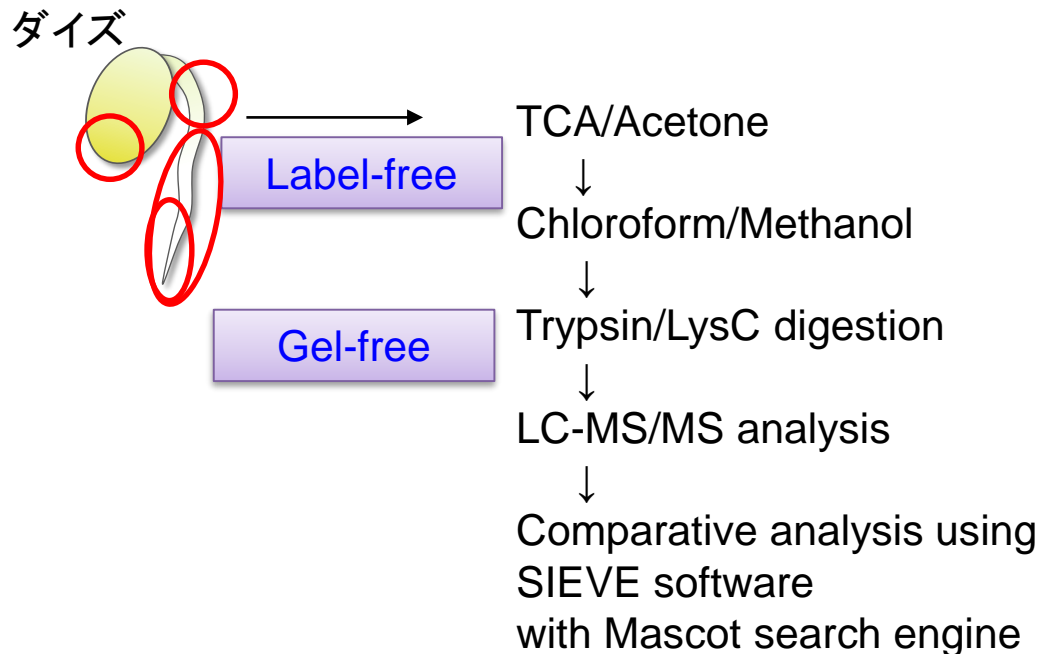 ダイズ
TCA/Acetone
Label-free
↓
Chloroform/Methanol
↓
Gel-free
Trypsin/LysC digestion
↓
LC-MS/MS analysis
↓
Comparative analysis using
SIEVE software
with Mascot search engine